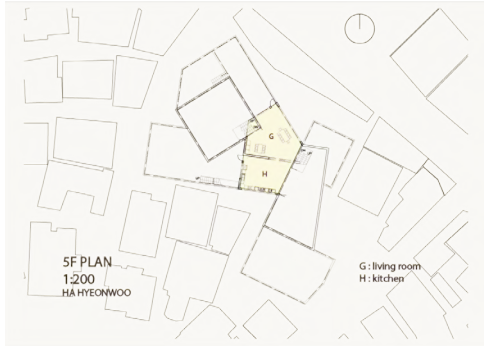 G
H
5F PLAN
1:200
HA HYEONWOO
G : living room
H : kitchen